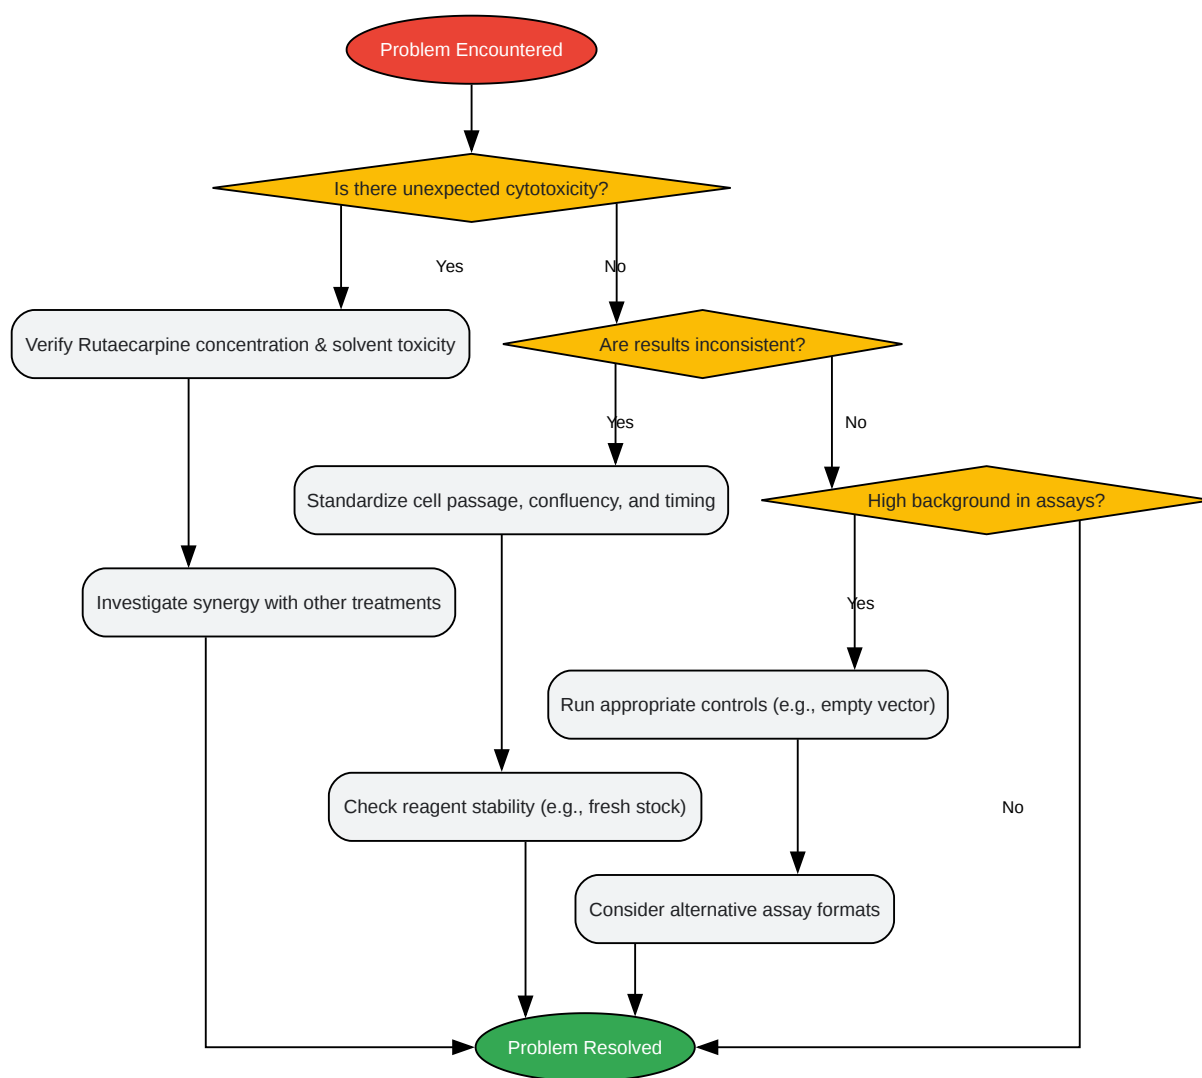 Problem Encountered
Is there unexpected cytotoxicity?
Yes
No
Verify Rutaecarpine concentration & solvent toxicity
Are results inconsistent?
Yes
No
Standardize cell passage, confluency, and timing
High background in assays?
Investigate synergy with other treatments
Yes
Run appropriate controls (e.g., empty vector)
Check reagent stability (e.g., fresh stock)
No
Consider alternative assay formats
Problem Resolved